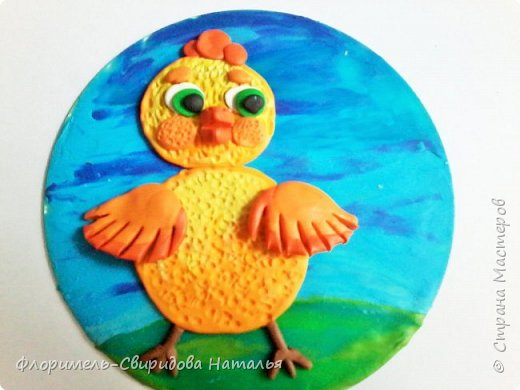 Флоримель-Свиридова Наталья
© Страна Мастеров